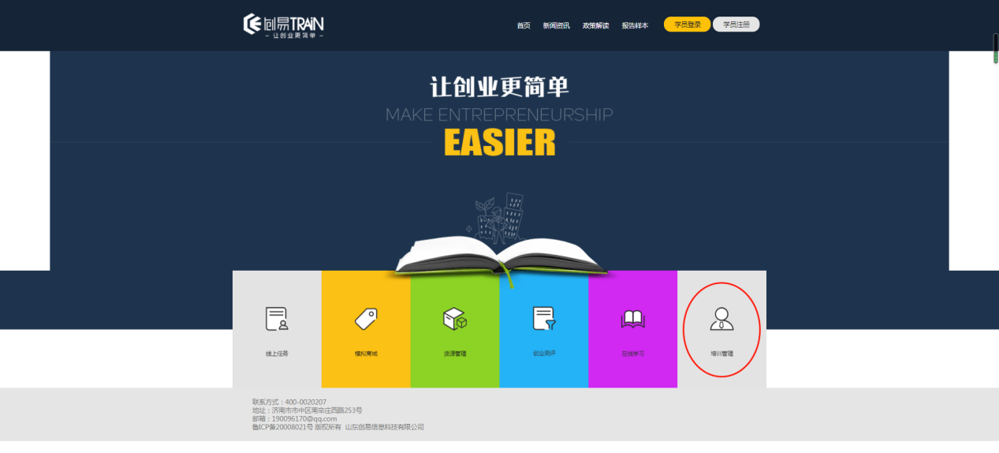 创易TRAIN
- 让创业更简单 -
首页 新闻资讯 政策解读 报告样本 学员登录 学员注册
让创业更简单
MAKE ENTREPRENEURSHIP
EASIER
线上任务 模拟商城 货源管理 创业测评 在线学习 培训管理
联系方式：400-0020207
地址：济南市市中区南辛庄西路253号
邮箱：190096170@qq.com
鲁ICP备20008021号 版权所有 山东创易信息科技有限公司